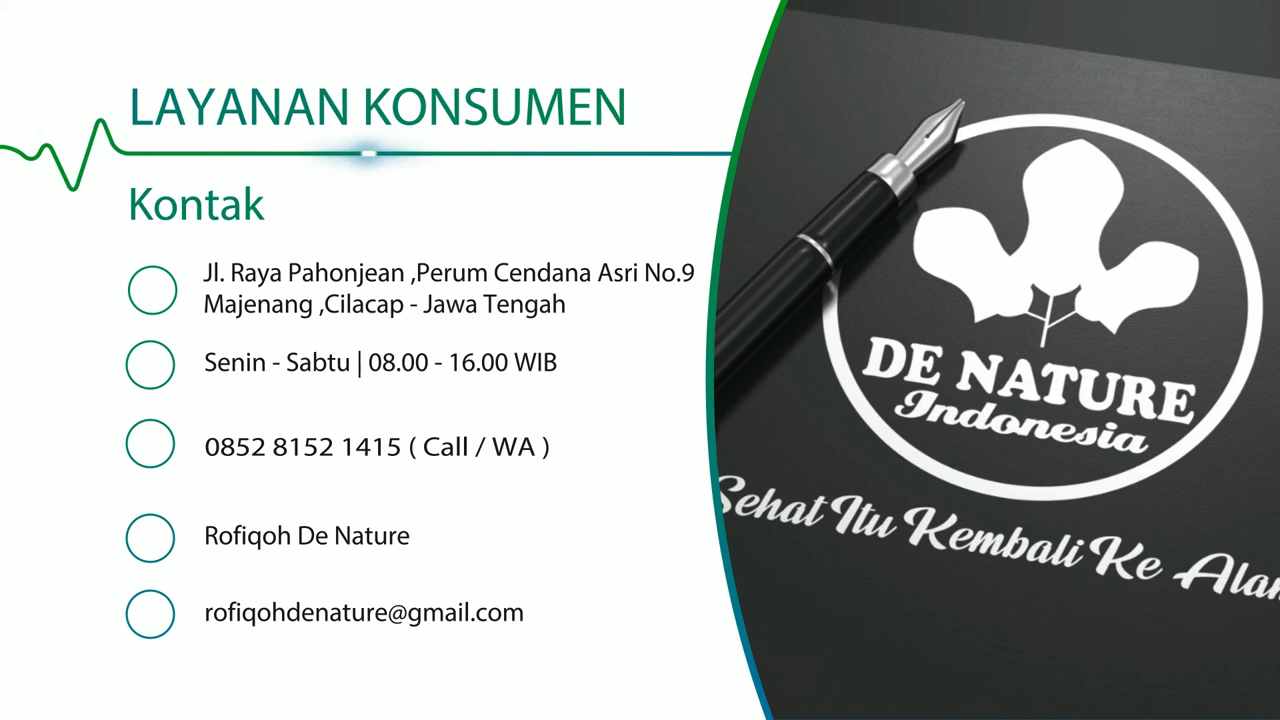 LAYANAN KONSUMEN
Kontak
Jl. Raya Pahonjean ,Perum Cendana Asri No.9
Majenang ,Cilacap - Jawa Tengah
Senin - Sabtu | 08.00 - 16.00 WIB
0852 8152 1415 ( Call / WA )
Rofiqoh De Nature
rofiqohdenature@gmail.com
DE NATURE
Indonesia
Sehat Itu Kembali Ke Alam